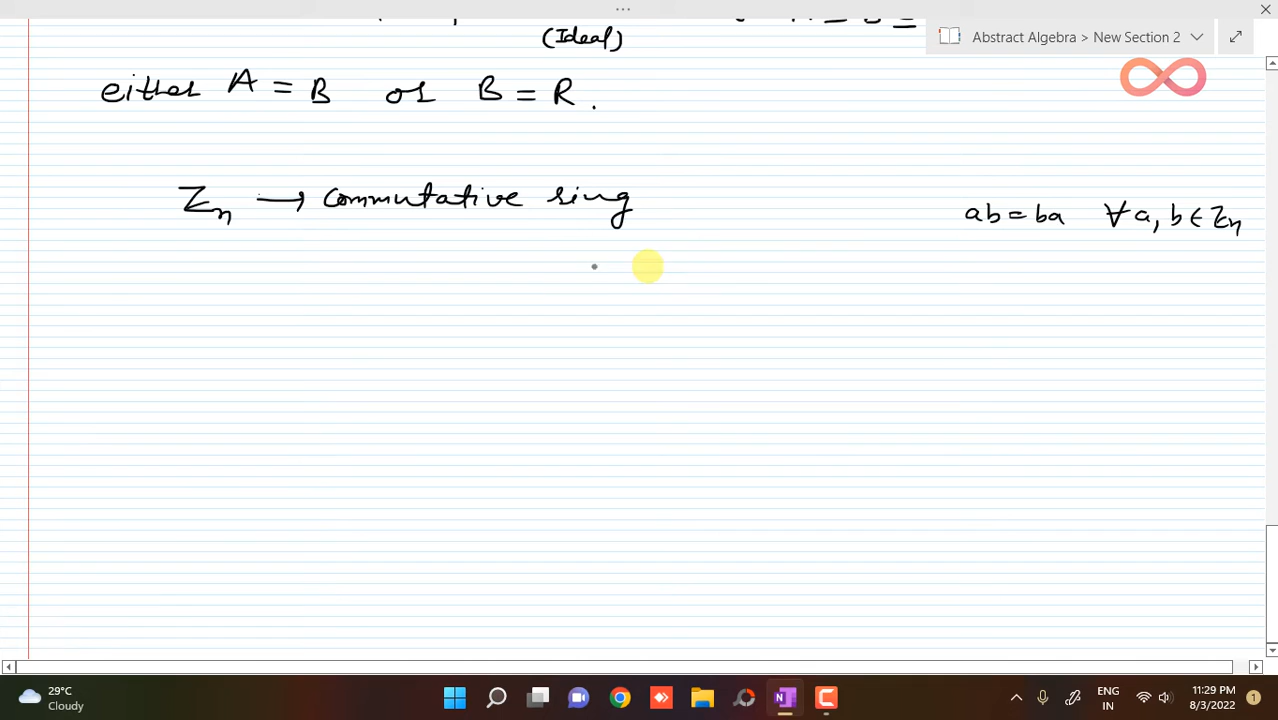 (Ideal)
Abstract Algebra > New Section 2
either A = B or B = R.
Zn → Commutative ring
ab = ba ∀ a, b ∈ Zn
29°C
Cloudy
ENG
IN
11:29 PM
8/3/2022
1